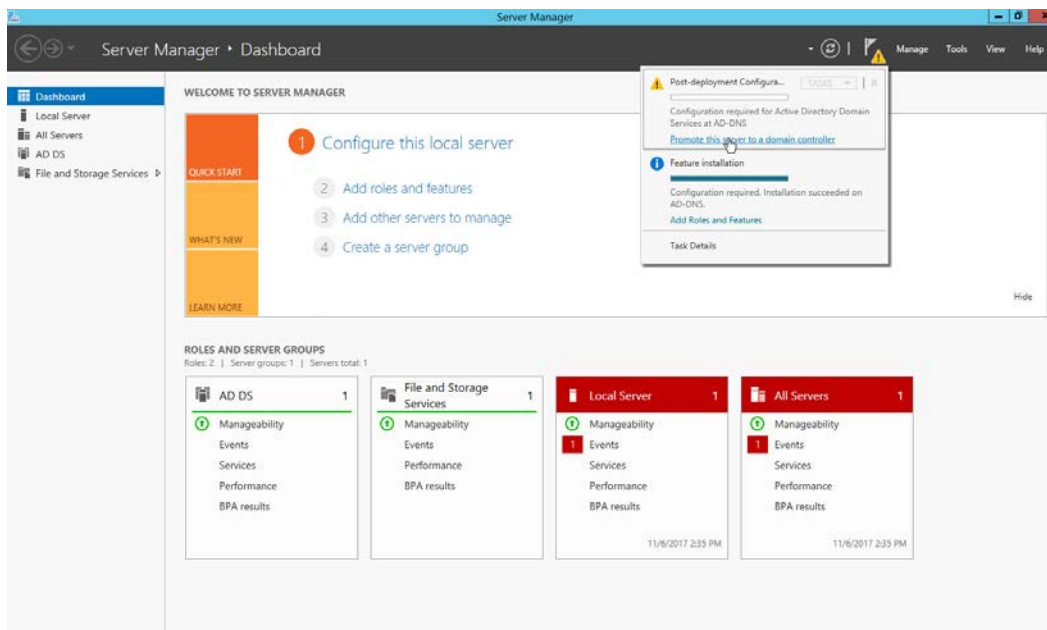 Server Manager
Server Manager • Dashboard
Manage Tools View Help
Dashboard
Local Server
All Servers
AD DS
File and Storage Services
WELCOME TO SERVER MANAGER
QUICK START
WHAT'S NEW
LEARN MORE
1 Configure this local server
2 Add roles and features
3 Add other servers to manage
4 Create a server group
Hide
Post-deployment Configura... TASKS X
Configuration required for Active Directory Domain
Services at AD-DNS
Promote this server to a domain controller
Feature installation
Configuration required. Installation succeeded on
AD-DNS.
Add Roles and Features
Task Details
ROLES AND SERVER GROUPS
Roles: 2 | Server groups: 1 | Servers total: 1
AD DS 1
Manageability
Events
Services
Performance
BPA results
File and Storage
Services 1
Manageability
Events
Performance
BPA results
Local Server 1
Manageability
1 Events
Services
Performance
BPA results
11/6/2017 2:35 PM
All Servers 1
Manageability
1 Events
Services
Performance
BPA results
11/6/2017 2:35 PM